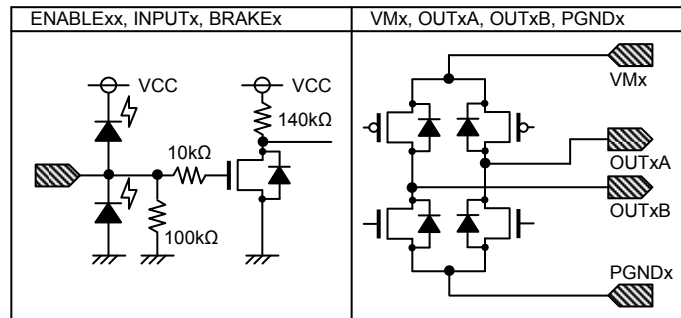 ENABLExx, INPUTx, BRAKEx
VCC
VCC
140kΩ
10kΩ
100kΩ
VMx, OUTxA, OUTxB, PGNDx
VMx
OUTxA
OUTxB
PGNDx